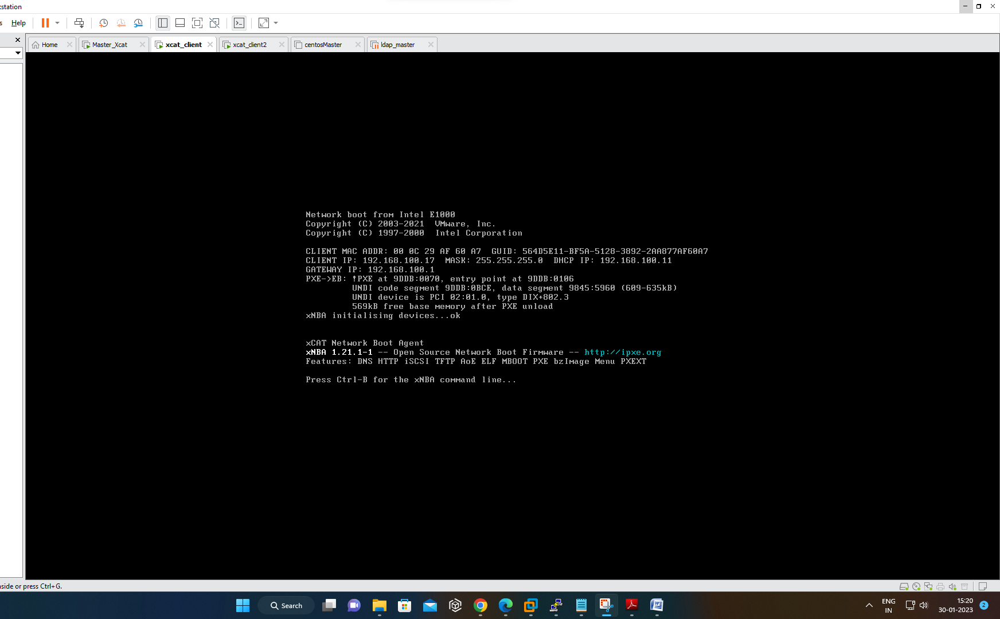 station
s Help
Home
Master_Xcat
xcat_client
xcat_client2
centosMaster
ldap_master
Network boot from Intel E1000
Copyright (C) 2003-2021 VMware, Inc.
Copyright (C) 1997-2000 Intel Corporation
CLIENT MAC ADDR: 00 0C 29 AF 60 A7 GUID: 564D5E11-BF5A-5128-3892-2AA877AF60A7
CLIENT IP: 192.168.100.17 MASK: 255.255.255.0 DHCP IP: 192.168.100.11
GATEWAY IP: 192.168.100.1
PXE->EB: !PXE at 9DDB:0070, entry point at 9DDB:0106
UNDI code segment 9DDB:0BCE, data segment 9845:5960 (609-635kB)
UNDI device is PCI 02:01.0, type DIX+802.3
569kB free base memory after PXE unload
xNBA initialising devices...ok
xCAT Network Boot Agent
xNBA 1.21.1-1 -- Open Source Network Boot Firmware -- http://ipxe.org
Features: DNS HTTP iSCSI TFTP AoE ELF MBOOT PXE bzImage Menu PXEXT
Press Ctrl-B for the xNBA command line...
side or press Ctrl+G.
Search
ENG
IN
15:20
30-01-2023
2